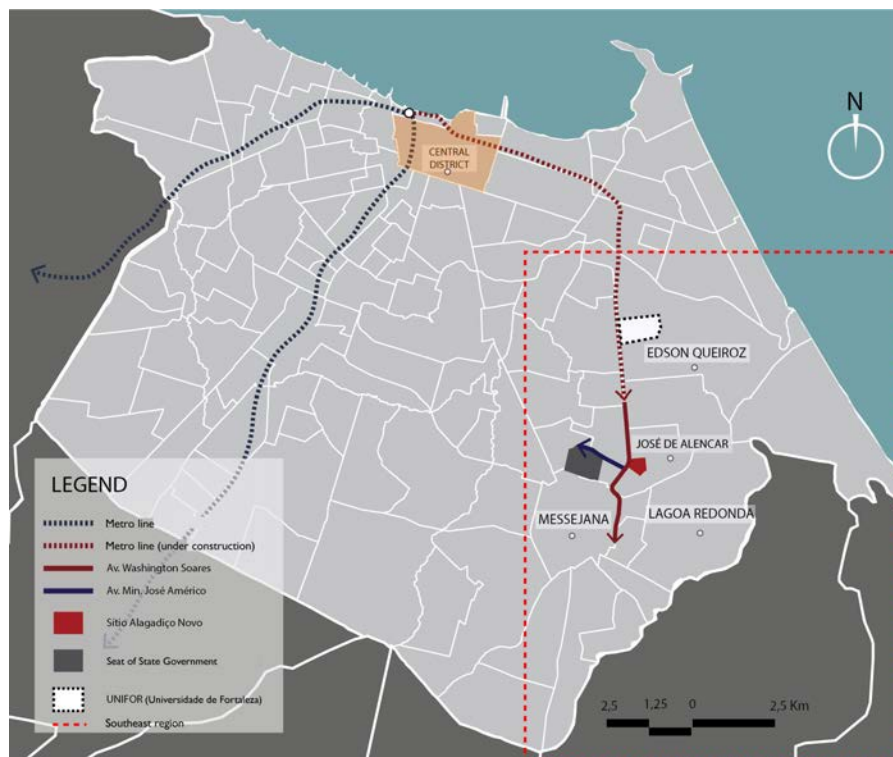 N
CENTRAL
DISTRICT
EDSON QUEIROZ
JOSÉ DE ALENCAR
MESSEJANA
LAGOA REDONDA
LEGEND
Metro line
Metro line (under construction)
Av. Washington Soares
Av. Min. José Américo
Sítio Alagadiço Novo
Seat of State Government
UNIFOR (Universidade de Fortaleza)
Southeast region
2,5 1,25 0 2,5 Km